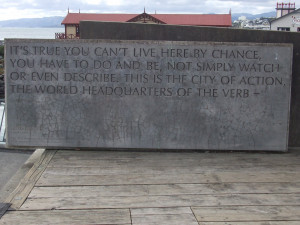 IT'S TRUE YOU CAN'T LIVE HERE BY CHANCE,
YOU HAVE TO DO AND BE, NOT SIMPLY WATCH
OR EVEN DESCRIBE. THIS IS THE CITY OF ACTION,
THE WORLD HEADQUARTERS OF THE VERB –